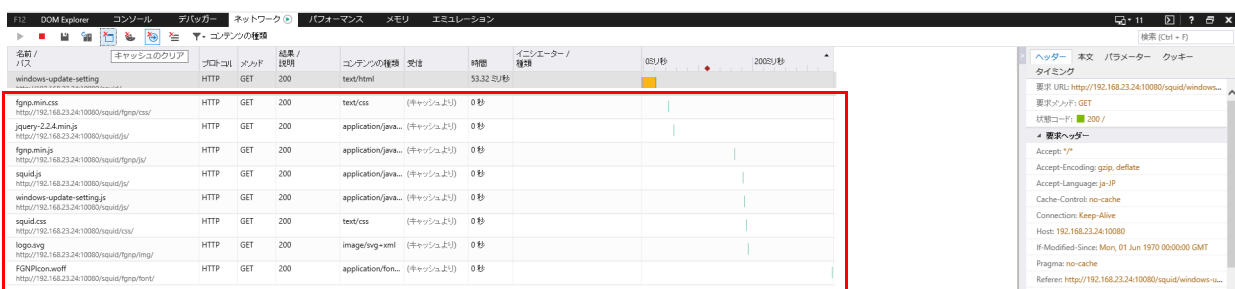 F12 DOM Explorer コンソール デバッガー ネットワーク パフォーマンス メモリ エミュレーション 11 ? x
コンテンツの種類 検索 (Ctrl + F)
キャッシュのクリア
名前 / パス プロトコル メソッド 結果 / 説明 コンテンツの種類 受信 時間 イニシエーター / 種類 0ミリ秒 200ミリ秒
windows-update-setting HTTP GET 200 text/html 53.32 ミリ秒
fgnp.min.css HTTP GET 200 text/css (キャッシュより) 0 秒
http://192.168.23.24:10080/squid/fgnp/css/
jquery-2.2.4.min.js HTTP GET 200 application/java... (キャッシュより) 0 秒
http://192.168.23.24:10080/squid/js/
fgnp.min.js HTTP GET 200 application/java... (キャッシュより) 0 秒
http://192.168.23.24:10080/squid/fgnp/js/
squid.js HTTP GET 200 application/java... (キャッシュより) 0 秒
http://192.168.23.24:10080/squid/js/
windows-update-setting.js HTTP GET 200 application/java... (キャッシュより) 0 秒
http://192.168.23.24:10080/squid/js/
squid.css HTTP GET 200 text/css (キャッシュより) 0 秒
http://192.168.23.24:10080/squid/css/
logo.svg HTTP GET 200 image/svg+xml (キャッシュより) 0 秒
http://192.168.23.24:10080/squid/fgnp/img/
FGNPIcon.woff HTTP GET 200 application/fon... (キャッシュより) 0 秒
http://192.168.23.24:10080/squid/fgnp/font/
ヘッダー 本文 パラメーター クッキー
タイミング
要求 URL: http://192.168.23.24:10080/squid/windows...
要求メソッド: GET
状態コード: 200 /
要求ヘッダー
Accept: */*
Accept-Encoding: gzip, deflate
Accept-Language: ja-JP
Cache-Control: no-cache
Connection: Keep-Alive
Host: 192.168.23.24:10080
If-Modified-Since: Mon, 01 Jun 1970 00:00:00 GMT
Pragma: no-cache
Referer: http://192.168.23.24:10080/squid/windows-u...